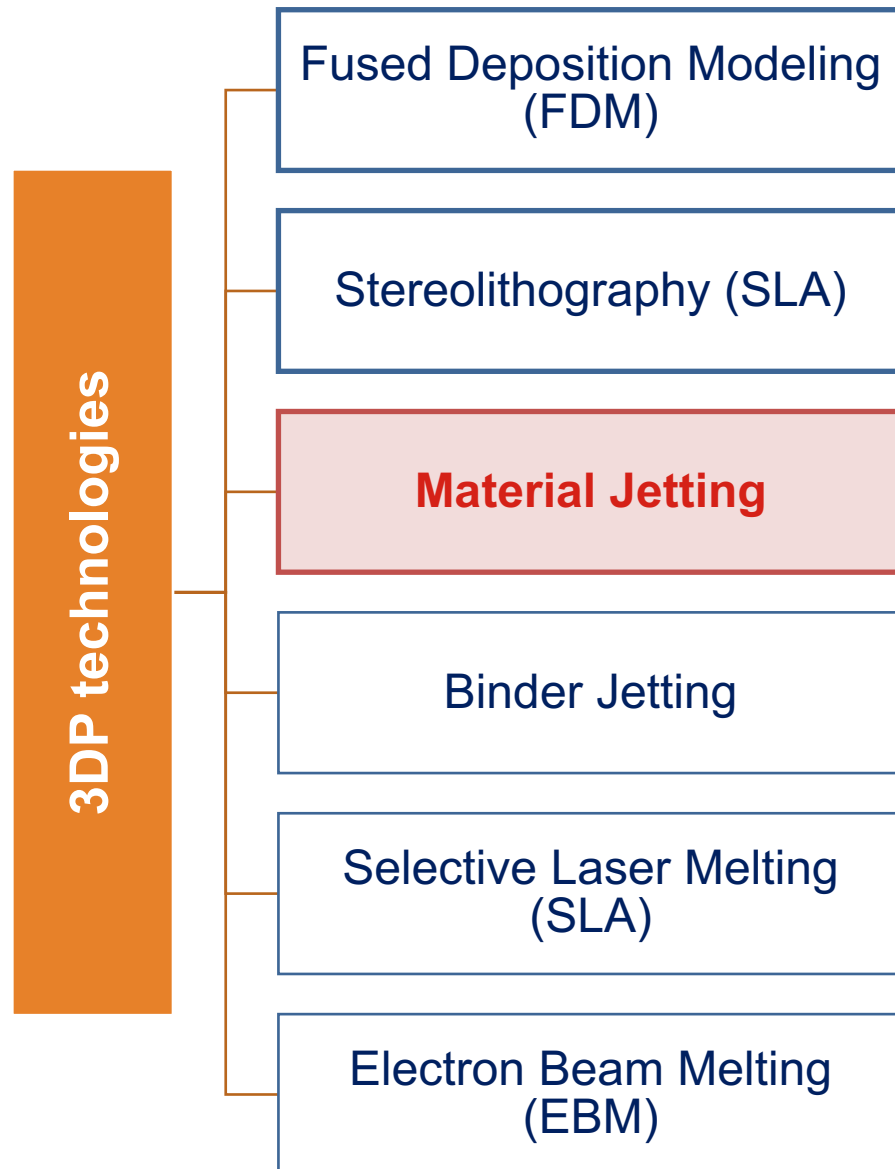 3DP technologies
Fused Deposition Modeling
(FDM)
Stereolithography (SLA)
Material Jetting
Binder Jetting
Selective Laser Melting
(SLA)
Electron Beam Melting
(EBM)